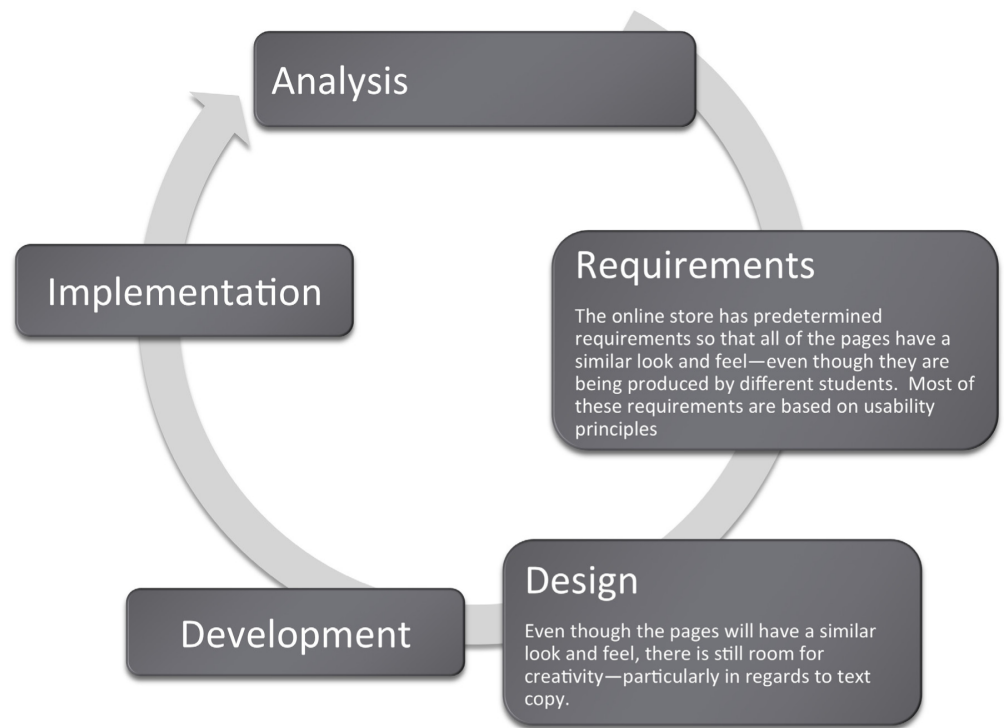 Analysis
Requirements
The online store has predetermined
requirements so that all of the pages have a
similar look and feel—even though they are
being produced by different students.  Most of
these requirements are based on usability
principles
Design
Even though the pages will have a similar
look and feel, there is still room for
creativity—particularly in regards to text
copy.
Development
Implementation